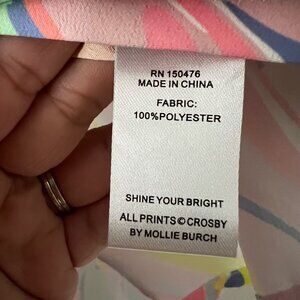 RN 150476
MADE IN CHINA
FABRIC:
100%POLYESTER
SHINE YOUR BRIGHT
ALL PRINTS©CROSBY
BY MOLLIE BURCH